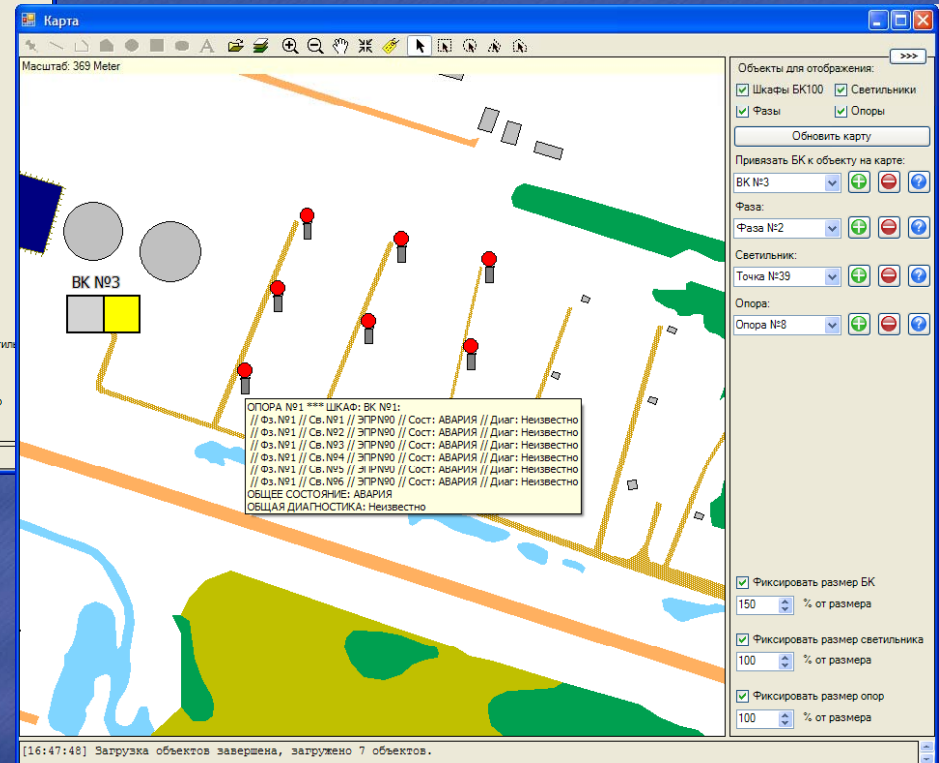 Карта
>>>
Масштаб: 369 Meter
Объекты для отображения:
Шкафы БК100 Светильники
Фазы Опоры
Обновить карту
Привязать БК к объекту на карте:
ВК №3
Фаза:
Фаза №2
Светильник:
Точка №39
Опора:
Опора №8
ВК №3
ОПОРА №1 *** ШКАФ: ВК №1:
// Фз.№1 // Св.№1 // ЭПР№0 // Сост: АВАРИЯ // Диаг: Неизвестно
// Фз.№1 // Св.№2 // ЭПР№0 // Сост: АВАРИЯ // Диаг: Неизвестно
// Фз.№1 // Св.№3 // ЭПР№0 // Сост: АВАРИЯ // Диаг: Неизвестно
// Фз.№1 // Св.№4 // ЭПР№0 // Сост: АВАРИЯ // Диаг: Неизвестно
// Фз.№1 // Св.№5 // ЭПР№0 // Сост: АВАРИЯ // Диаг: Неизвестно
// Фз.№1 // Св.№6 // ЭПР№0 // Сост: АВАРИЯ // Диаг: Неизвестно
ОБЩЕЕ СОСТОЯНИЕ: АВАРИЯ
ОБЩАЯ ДИАГНОСТИКА: Неизвестно
Фиксировать размер БК
150 % от размера
Фиксировать размер светильника
100 % от размера
Фиксировать размер опор
100 % от размера
[16:47:48] Загрузка объектов завершена, загружено 7 объектов.